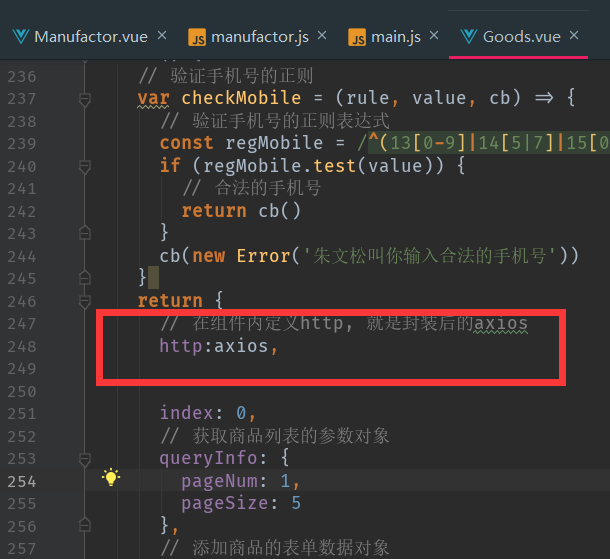 Manufactor.vue × manufactor.js × main.js × Goods.vue ×
236 // 验证手机号的正则
237 var checkMobile = (rule, value, cb) => {
238 // 验证手机号的正则表达式
239 const regMobile = /^(13[0-9]|14[5|7]|15[0
240 if (regMobile.test(value)) {
241 // 合法的手机号
242 return cb()
243 }
244 cb(new Error('朱文松叫你输入合法的手机号'))
245 }
246 return {
247 // 在组件内定义http, 就是封装后的axios
248 http:axios,
249
250
251 index: 0,
252 // 获取商品列表的参数对象
253 queryInfo: {
254 pageNum: 1,
255 pageSize: 5
256 },
257 // 添加商品的表单数据对象